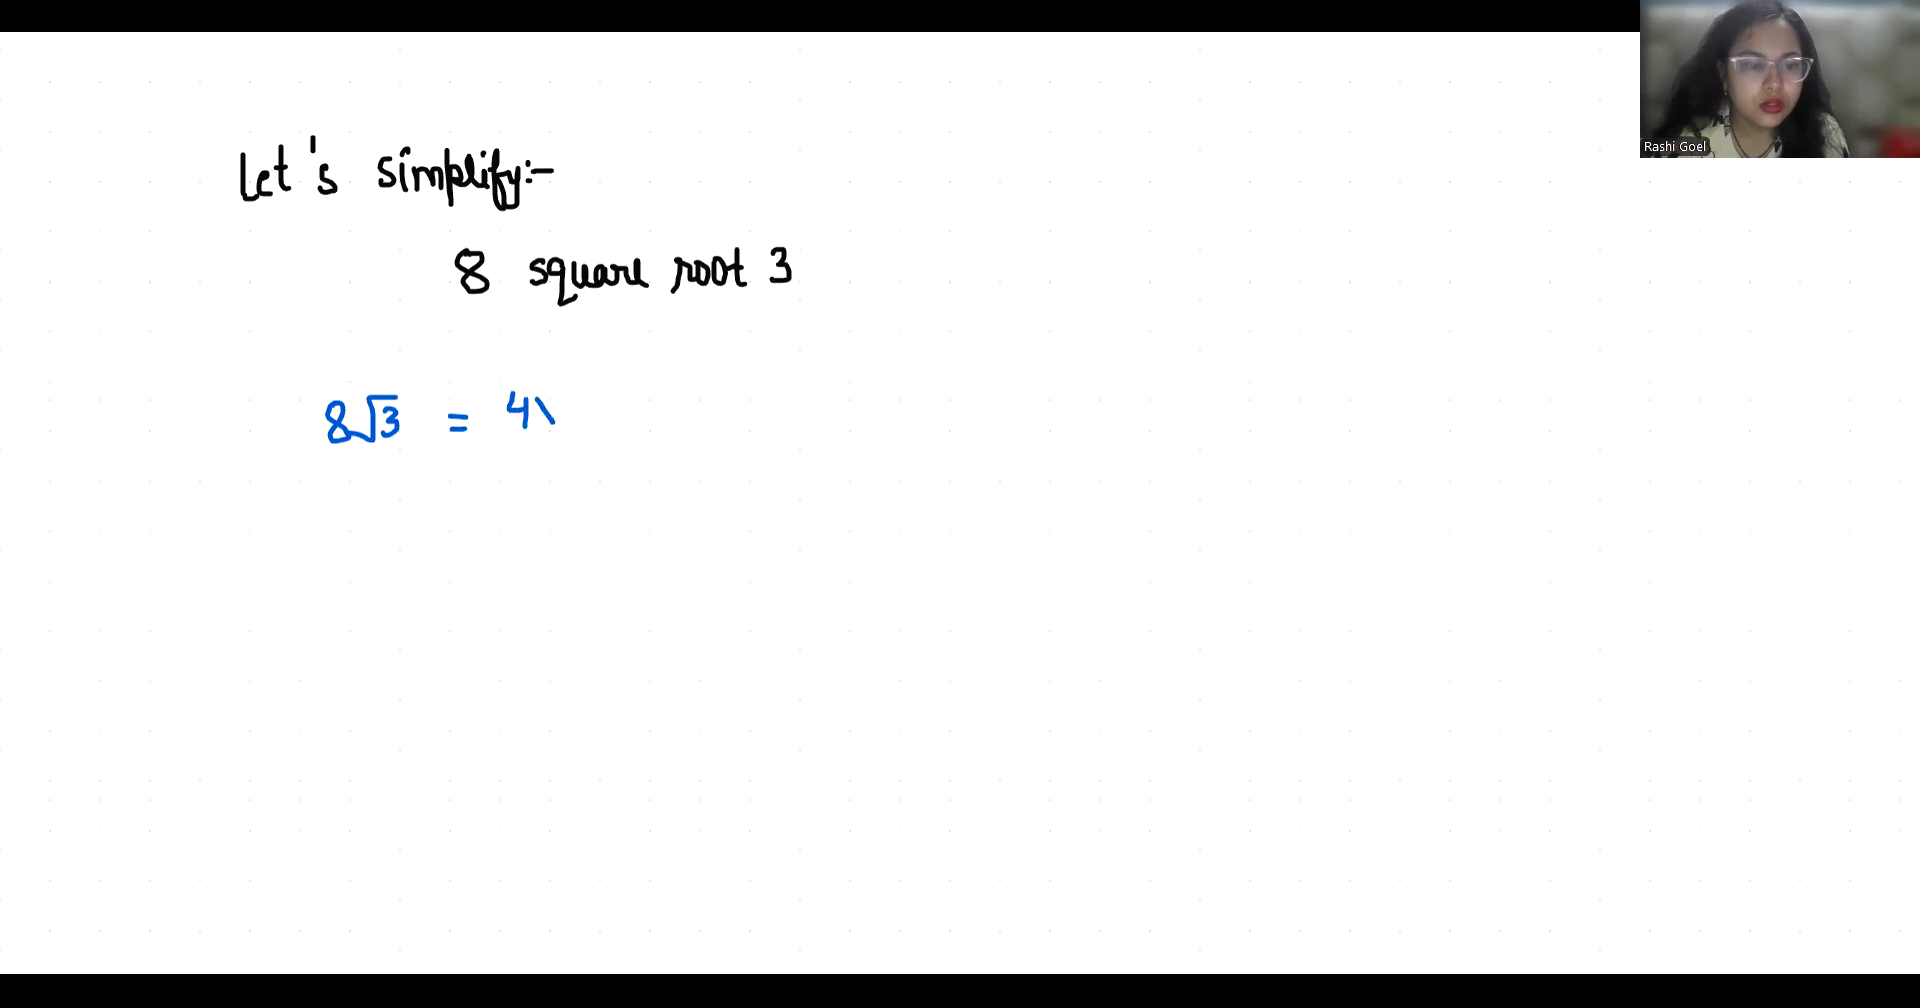 Let's simplify:-
8 square root 3
8√3 = 4\
Rashi Goel